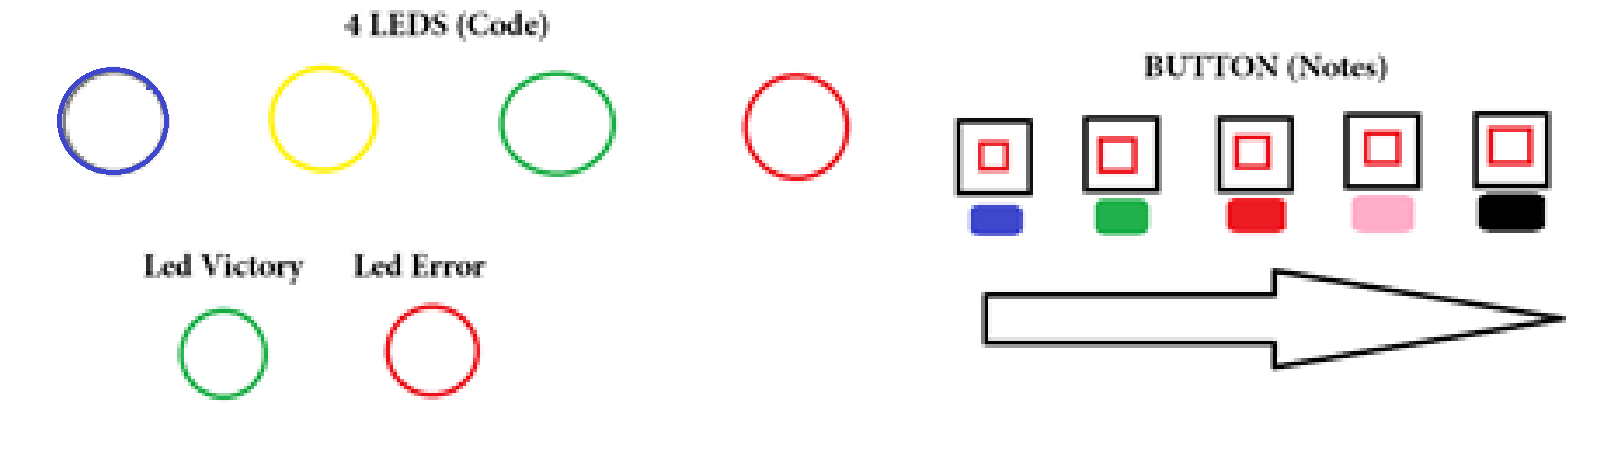 4 LEDS (Code)
BUTTON (Notes)
Led Victory
Led Error